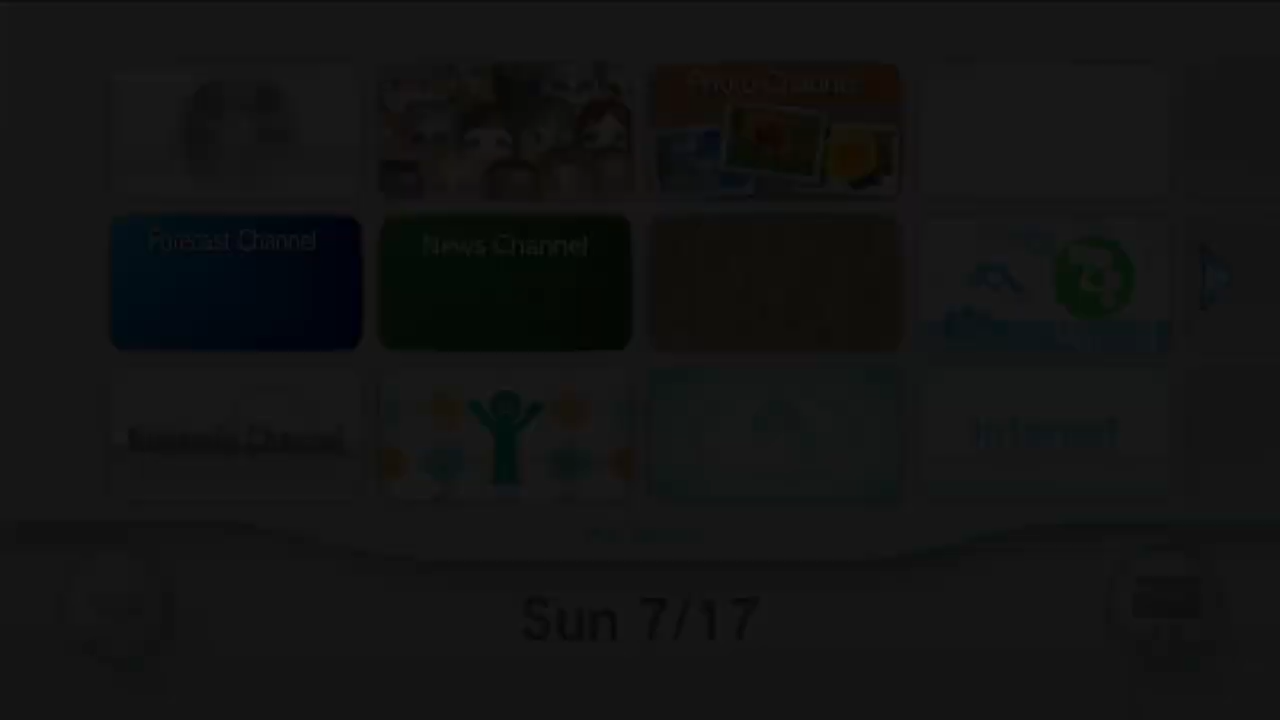 Photo Channel
Forecast Channel
News Channel
Nintendo Channel
Internet
Sun 7/17